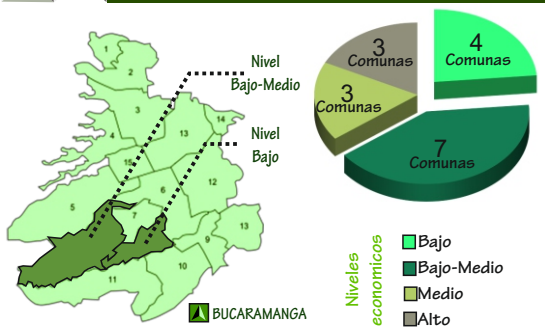 1
2
3
4
13
14
15
12
6
5
7
9
13
10
11
Nivel
Bajo-Medio
Nivel
Bajo
BUCARAMANGA
3
Comunas
4
Comunas
3
Comunas
7
Comunas
Niveles
economicos
Bajo
Bajo-Medio
Medio
Alto